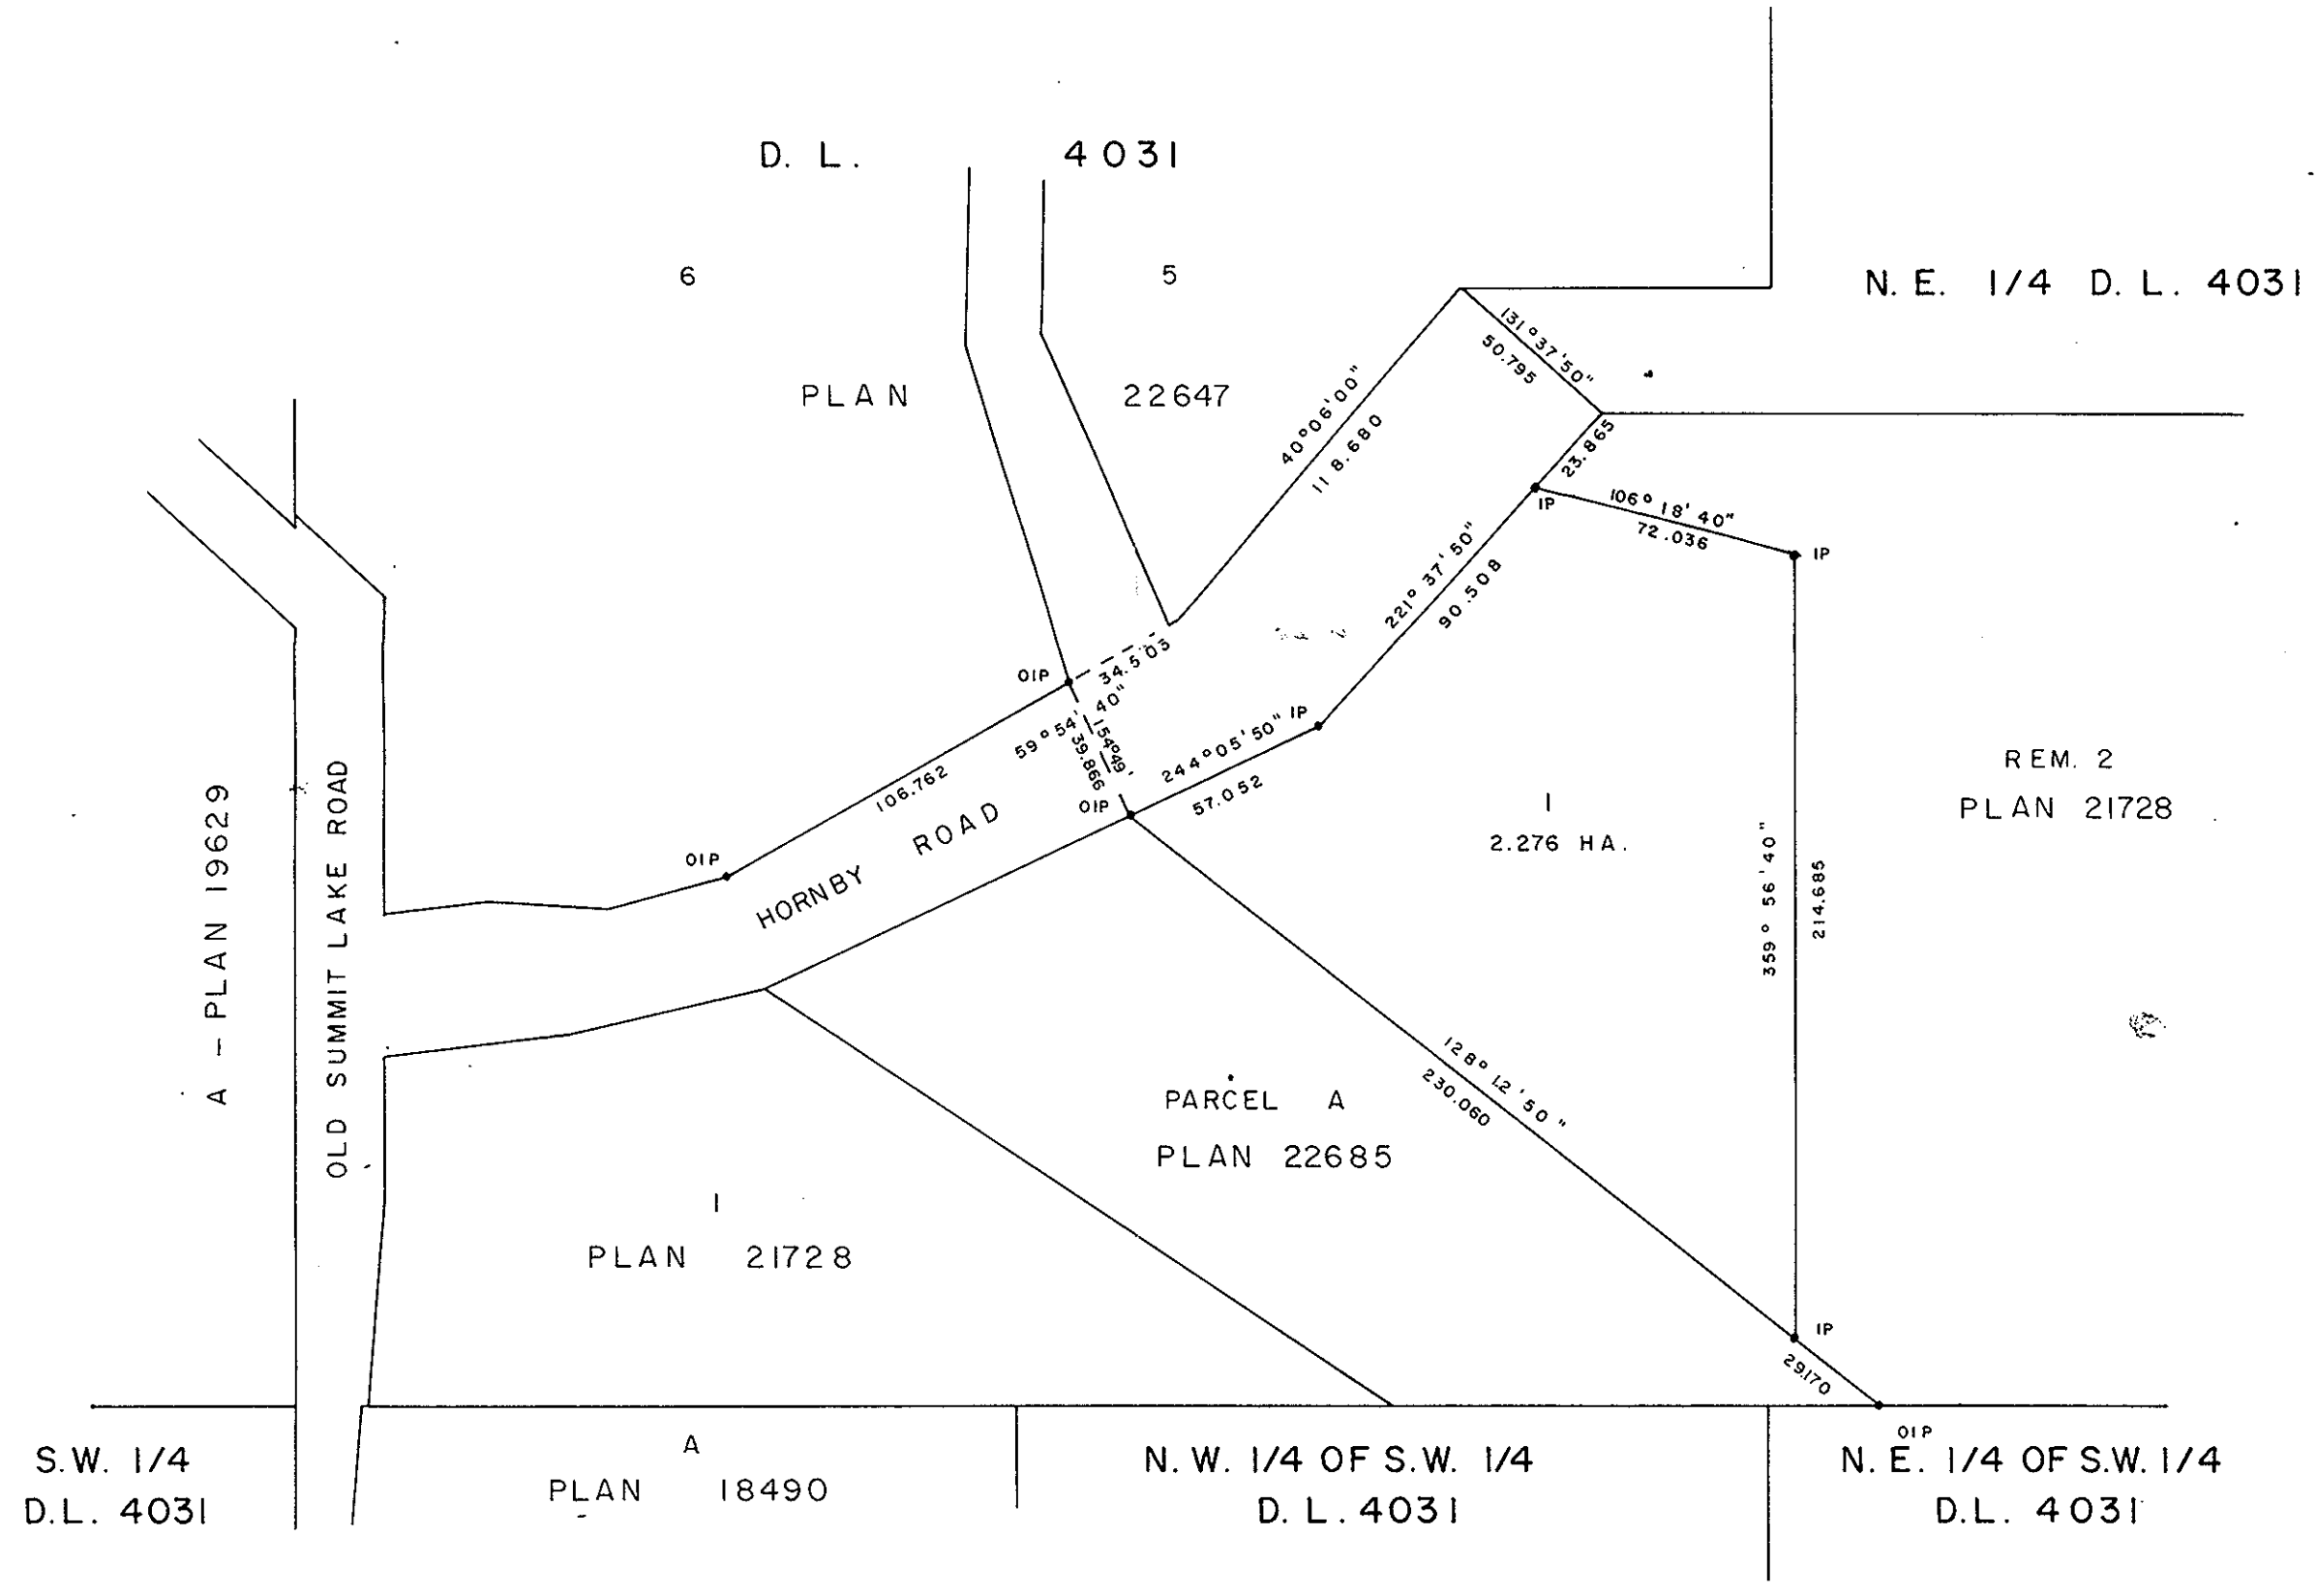 D. L. 4031
6
5
N. E. 1/4 D. L. 4031
131° 37' 50"
50.795
PLAN 22647
40° 06' 00"
118.680
23.865
IP
106° 18' 40"
72.036
IP
221° 37' 50"
90.508
OIP
34.503
59° 54' 40"
154° 49'
39.866
IP
244° 05' 50"
57.052
OIP
106.762
OIP
HORNBY ROAD
REM. 2
PLAN 21728
1
2.276 HA.
359° 56' 40"
214.685
A - PLAN 19629
OLD SUMMIT LAKE ROAD
128° 12' 50"
230.060
PARCEL A
PLAN 22685
1
PLAN 21728
IP
29.170
OIP
S.W. 1/4
D.L. 4031
A
PLAN 18490
N. W. 1/4 OF S.W. 1/4
D. L. 4031
N. E. 1/4 OF S.W. 1/4
D.L. 4031